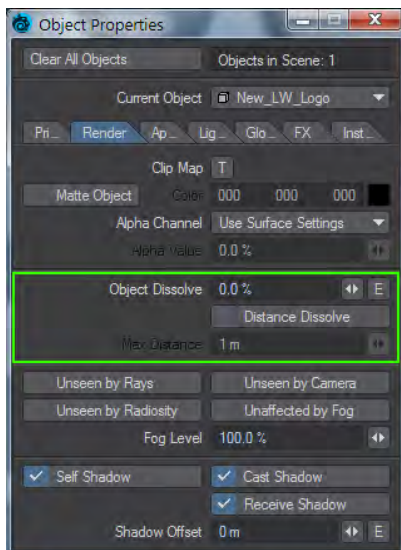 Object Properties
Clear All Objects Objects in Scene: 1
Current Object New_LW_Logo
Pri... Render Ap... Lig... Glo... FX Inst...
Clip Map T
Matte Object Color 000 000 000
Alpha Channel Use Surface Settings
Alpha Value 0.0 %
Object Dissolve 0.0 % E
Distance Dissolve
Max Distance 1 m
Unseen by Rays Unseen by Camera
Unseen by Radiosity Unaffected by Fog
Fog Level 100.0 %
Self Shadow Cast Shadow
Receive Shadow
Shadow Offset 0 m E